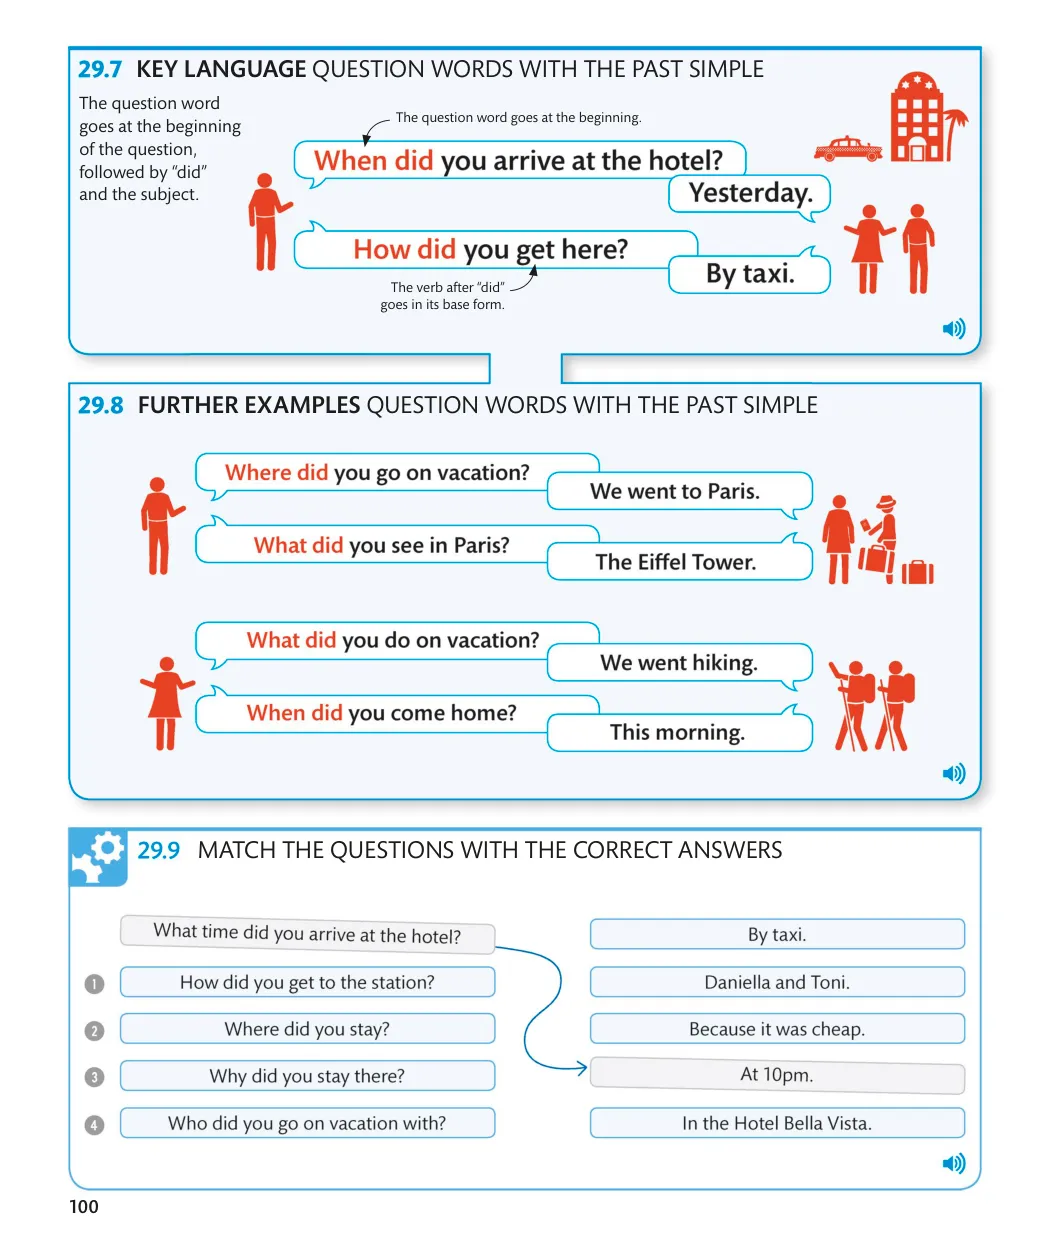 29.7 KEY LANGUAGE QUESTION WORDS WITH THE PAST SIMPLE
The question word
goes at the beginning
of the question,
followed by “did”
and the subject.
The question word goes at the beginning.
When did you arrive at the hotel?
Yesterday.
How did you get here?
By taxi.
The verb after “did”
goes in its base form.
29.8 FURTHER EXAMPLES QUESTION WORDS WITH THE PAST SIMPLE
Where did you go on vacation?
We went to Paris.
What did you see in Paris?
The Eiffel Tower.
What did you do on vacation?
We went hiking.
When did you come home?
This morning.
29.9 MATCH THE QUESTIONS WITH THE CORRECT ANSWERS
What time did you arrive at the hotel?
By taxi.
1 How did you get to the station?
Daniella and Toni.
2 Where did you stay?
Because it was cheap.
3 Why did you stay there?
At 10pm.
4 Who did you go on vacation with?
In the Hotel Bella Vista.
100